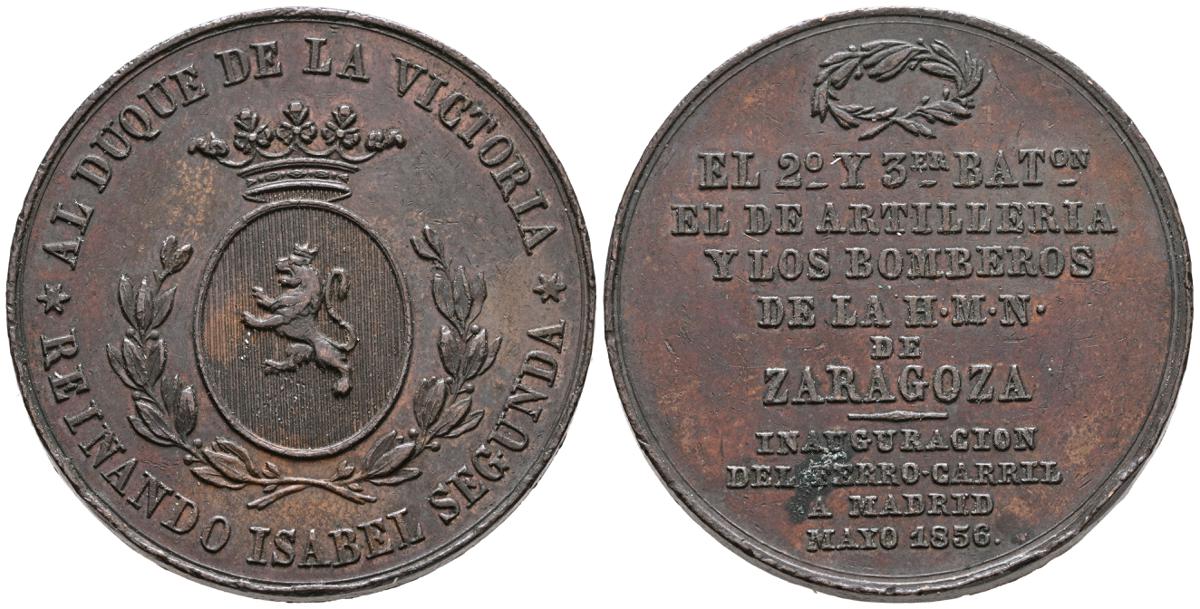 AL DUQUE DE LA VICTORIA
REINANDO ISABEL SEGUNDA
EL 2º Y 3ER BATON
EL DE ARTILLERIA
Y LOS BOMBEROS
DE LA H·M·N·
DE
ZARAGOZA
INAUGURACION
DEL FERRO-CARRIL
A MADRID
MAYO 1856.